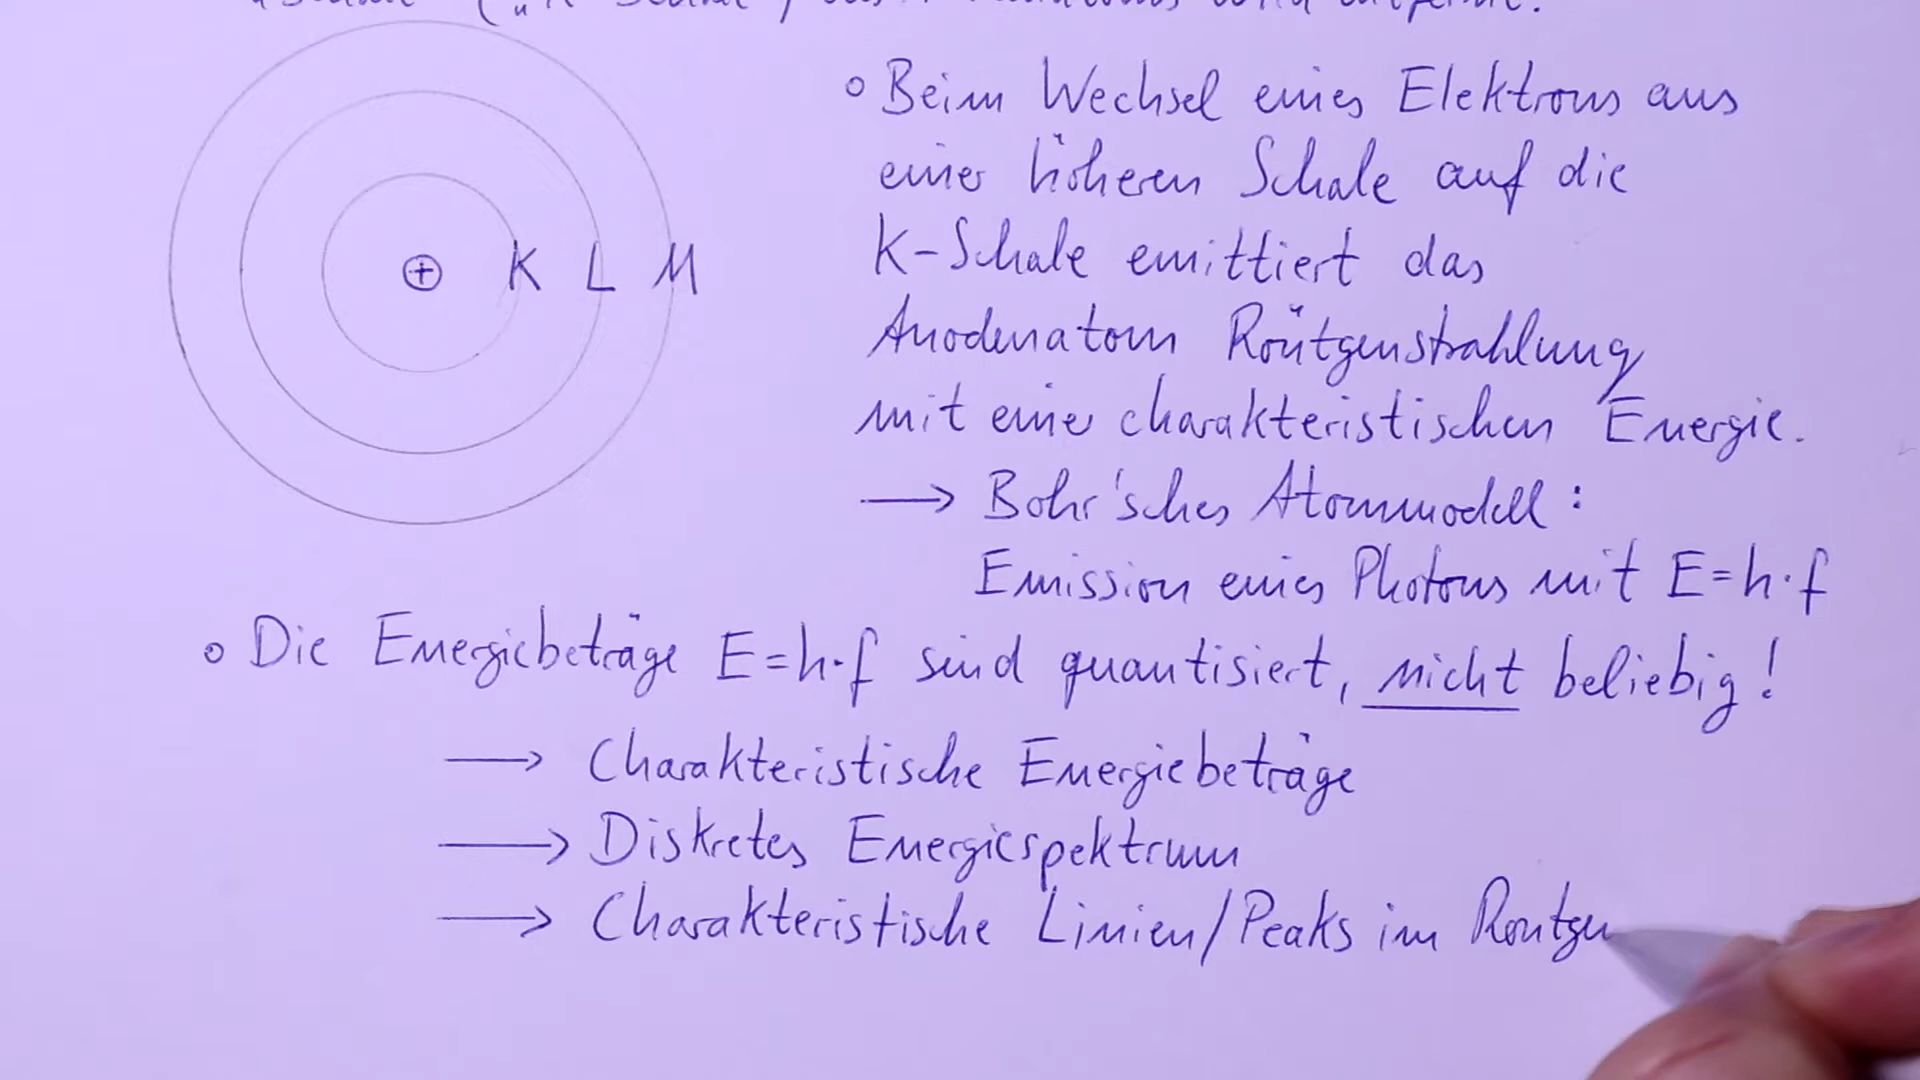 K L M
○ Beim Wechsel eines Elektrons aus
einer höheren Schale auf die
K-Schale emittiert das
Anodenatom Röntgenstrahlung
mit einer charakteristischen Energie.
→ Bohr'sches Atommodell:
Emission eines Photons mit E=h·f
○ Die Energiebeträge E=h·f sind quantisiert, nicht beliebig!
→ Charakteristische Energiebeträge
→ Diskretes Energiespektrum
→ Charakteristische Linien/Peaks im Rontgen